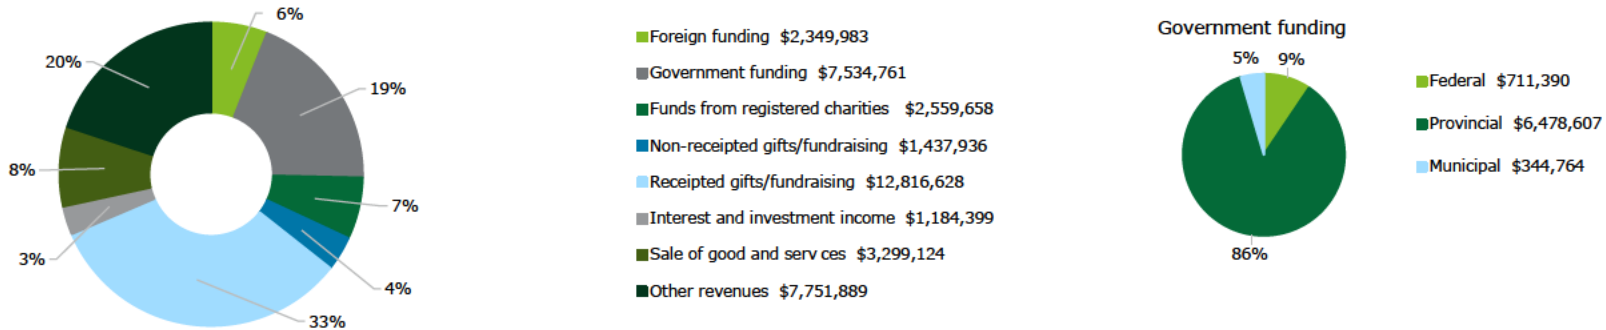 6%
19%
7%
4%
33%
3%
8%
20%
Foreign funding $2,349,983
Government funding $7,534,761
Funds from registered charities $2,559,658
Non-receipted gifts/fundraising $1,437,936
Receipted gifts/fundraising $12,816,628
Interest and investment income $1,184,399
Sale of good and serv ces $3,299,124
Other revenues $7,751,889
Government funding
5% 9%
86%
Federal $711,390
Provincial $6,478,607
Municipal $344,764